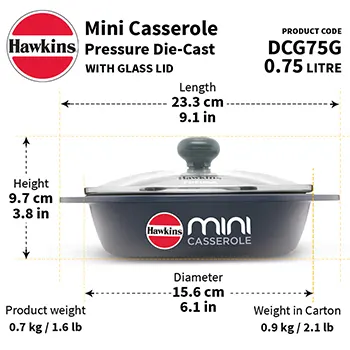 Hawkins
Mini Casserole
Pressure Die-Cast
WITH GLASS LID
PRODUCT CODE
DCG75G
0.75 LITRE
Length
23.3 cm
9.1 in
Height
9.7 cm
3.8 in
Hawkins
Hawkins
mini
CASSEROLE
Diameter
15.6 cm
6.1 in
Product weight
0.7 kg / 1.6 lb
Weight in Carton
0.9 kg / 2.1 lb